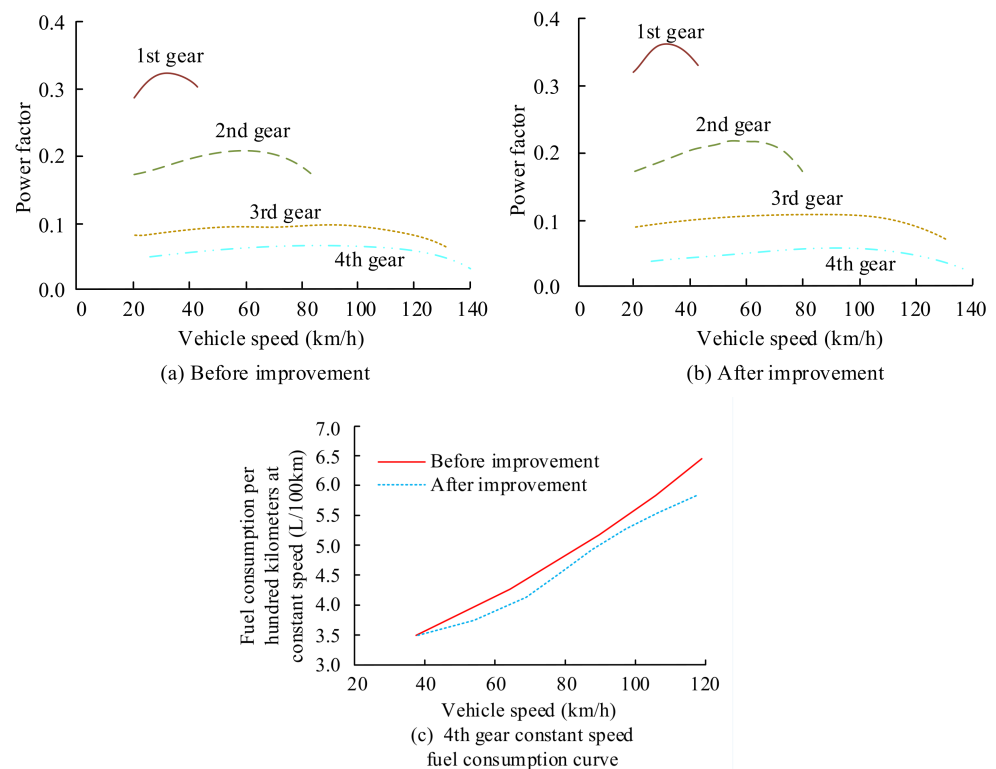 0.4
0.3
0.2
0.1
0.0
Power factor
1st gear
2nd gear
3rd gear
4th gear
0 20 40 60 80 100 120 140
Vehicle speed (km/h)
(a) Before improvement
0.4
0.3
0.2
0.1
0.0
Power factor
1st gear
2nd gear
3rd gear
4th gear
0 20 40 60 80 100 120 140
Vehicle speed (km/h)
(b) After improvement
7.0
6.5
6.0
5.5
5.0
4.5
4.0
3.5
3.0
Fuel consumption per
hundred kilometers at
constant speed (L/100km)
Before improvement
After improvement
20 40 60 80 100 120
Vehicle speed (km/h)
(c) 4th gear constant speed
fuel consumption curve